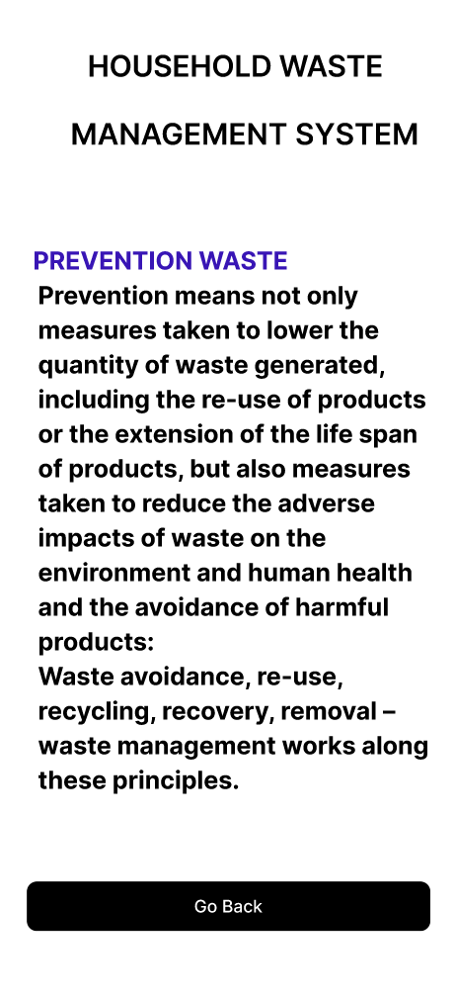 HOUSEHOLD WASTE
MANAGEMENT SYSTEM
PREVENTION WASTE
Prevention means not only
measures taken to lower the
quantity of waste generated,
including the re-use of products
or the extension of the life span
of products, but also measures
taken to reduce the adverse
impacts of waste on the
environment and human health
and the avoidance of harmful
products:
Waste avoidance, re-use,
recycling, recovery, removal –
waste management works along
these principles.
Go Back